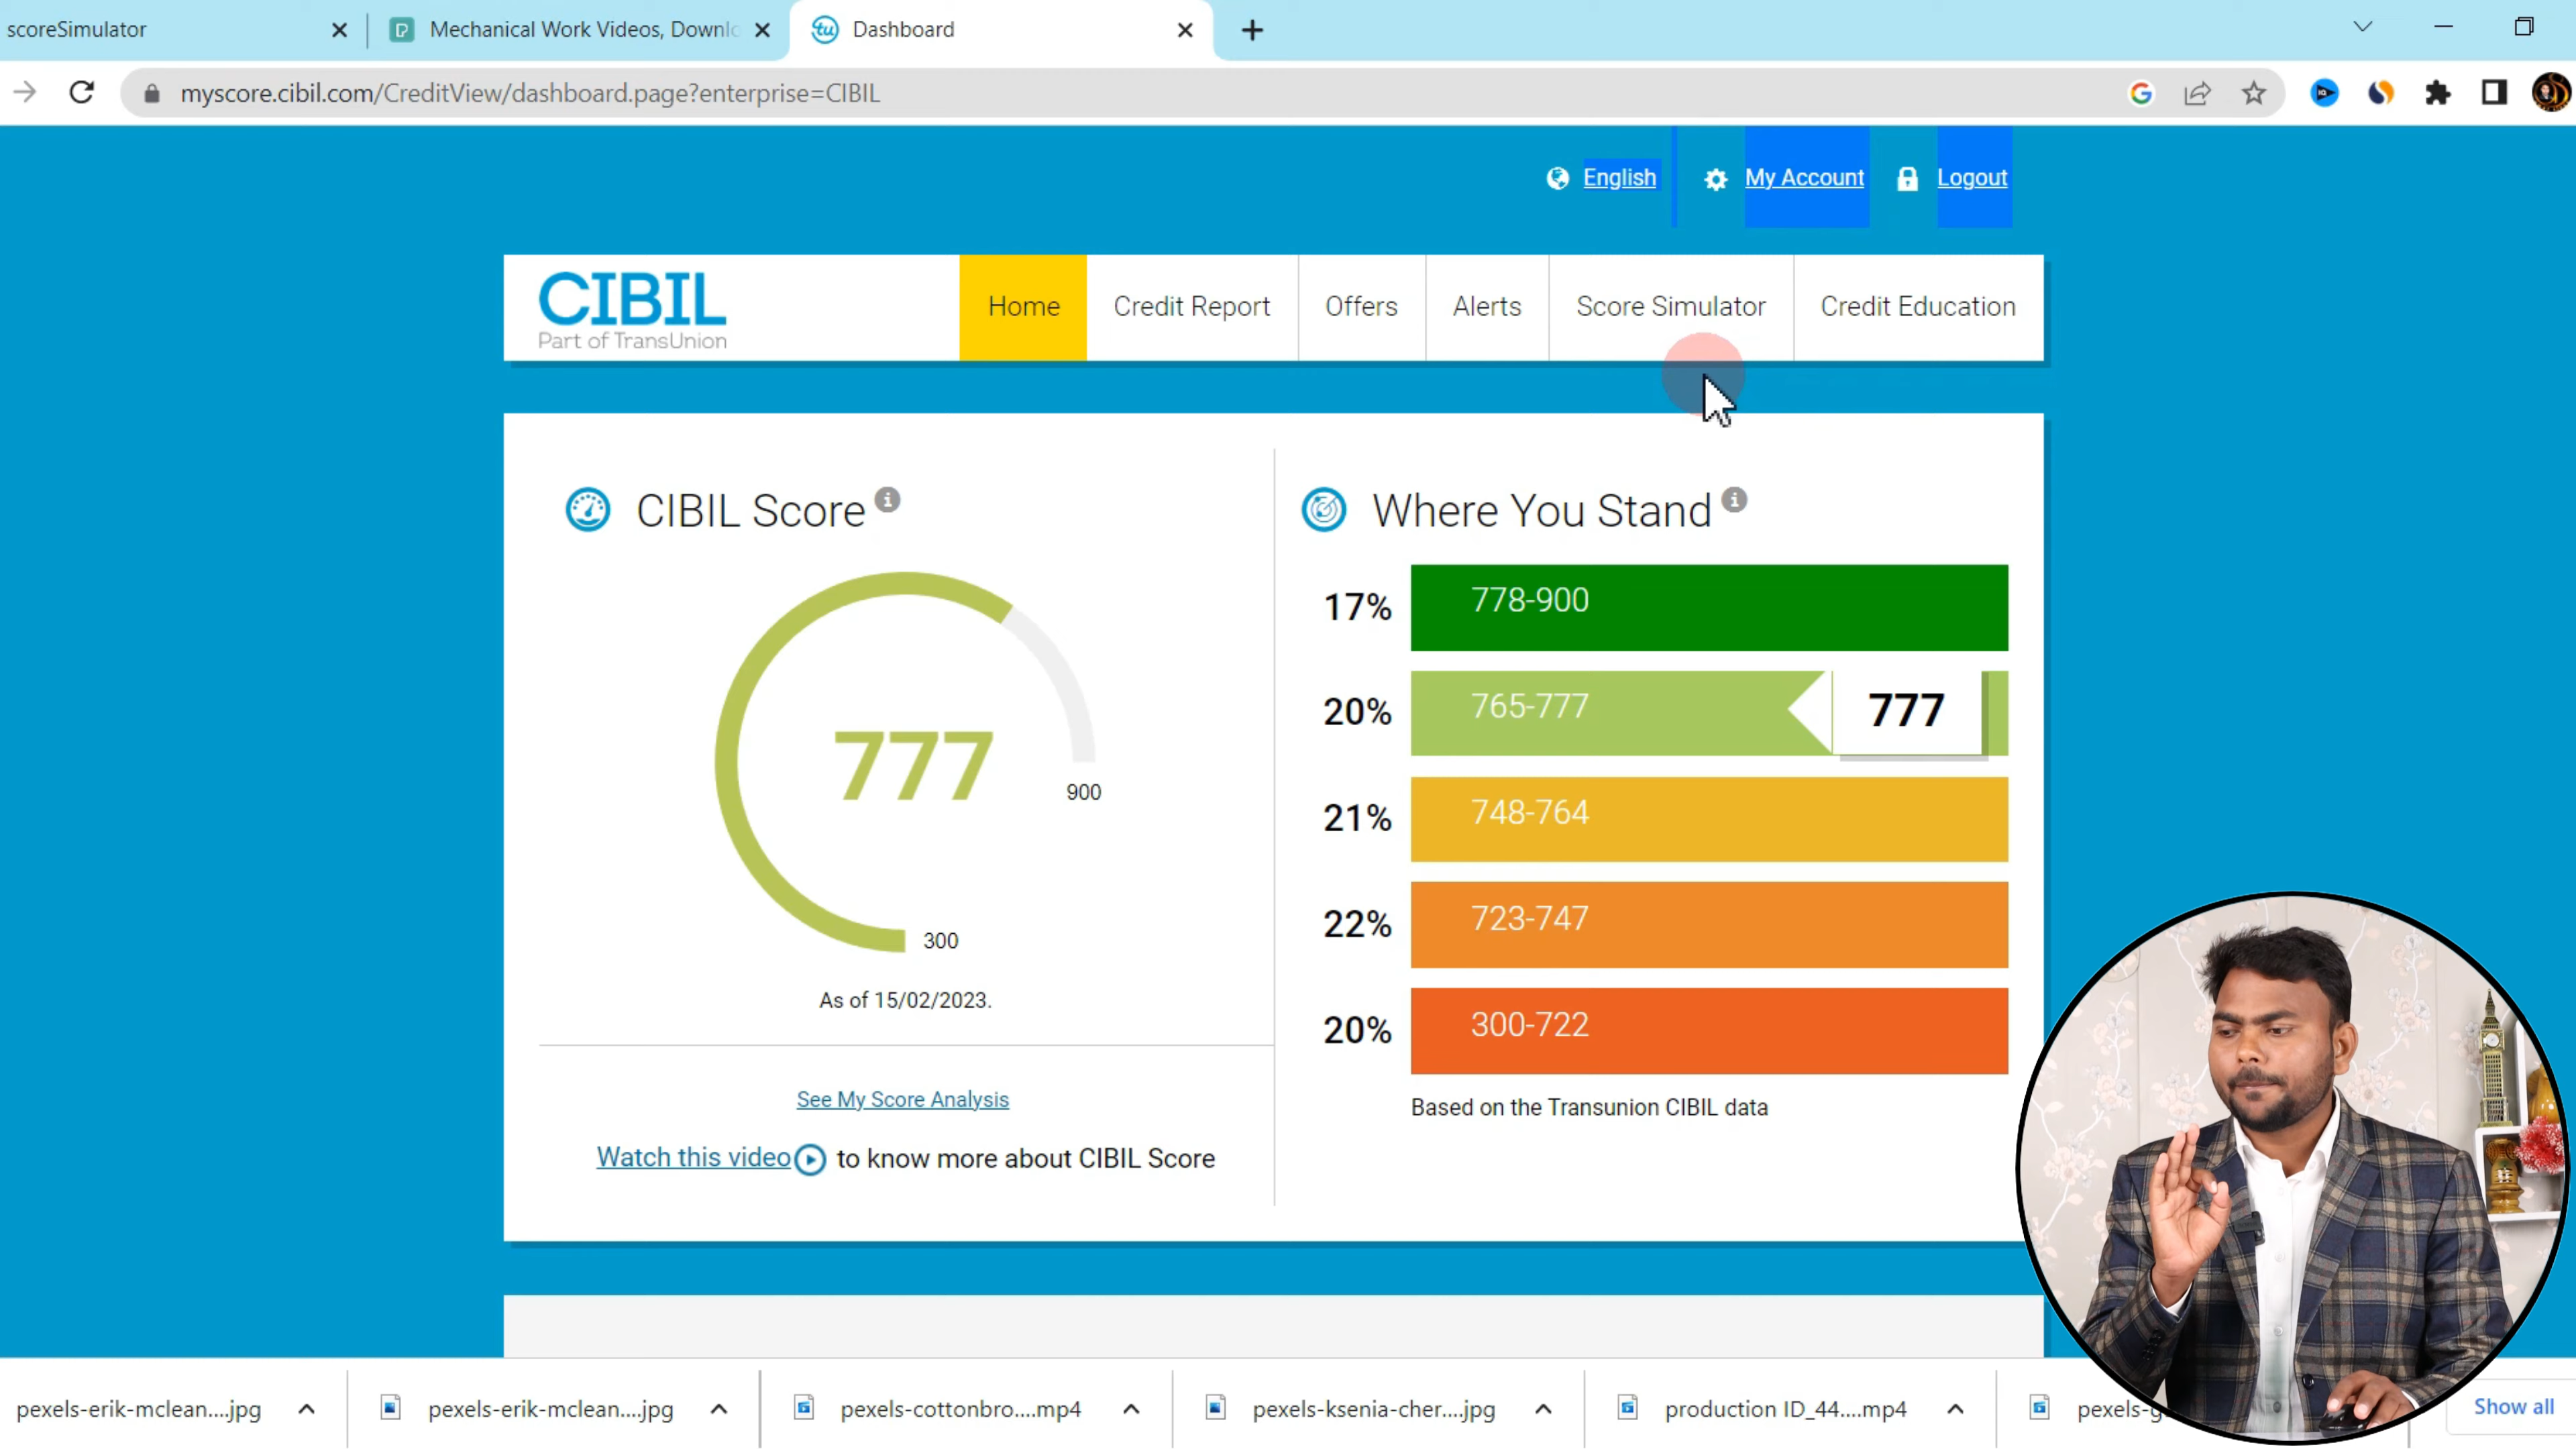 scoreSimulator
Mechanical Work Videos, Downlo
Dashboard
myscore.cibil.com/CreditView/dashboard.page?enterprise=CIBIL
English
My Account
Logout
CIBIL
Part of TransUnion
Home
Credit Report
Offers
Alerts
Score Simulator
Credit Education
CIBIL Score
777
900
300
As of 15/02/2023.
See My Score Analysis
Watch this video to know more about CIBIL Score
Where You Stand
17% 778-900
20% 765-777 777
21% 748-764
22% 723-747
20% 300-722
Based on the Transunion CIBIL data
pexels-erik-mclean....jpg
pexels-erik-mclean....jpg
pexels-cottonbro....mp4
pexels-ksenia-cher....jpg
production ID_44....mp4
pexels-g
Show all